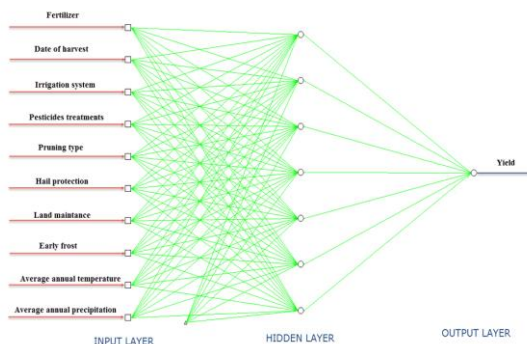 Fertilizer
Date of harvest
Irrigation system
Pesticides treatments
Pruning type
Hail protection
Land maintance
Early frost
Average annual temperature
Average annual precipitation
Yield
INPUT LAYER
HIDDEN LAYER
OUTPUT LAYER